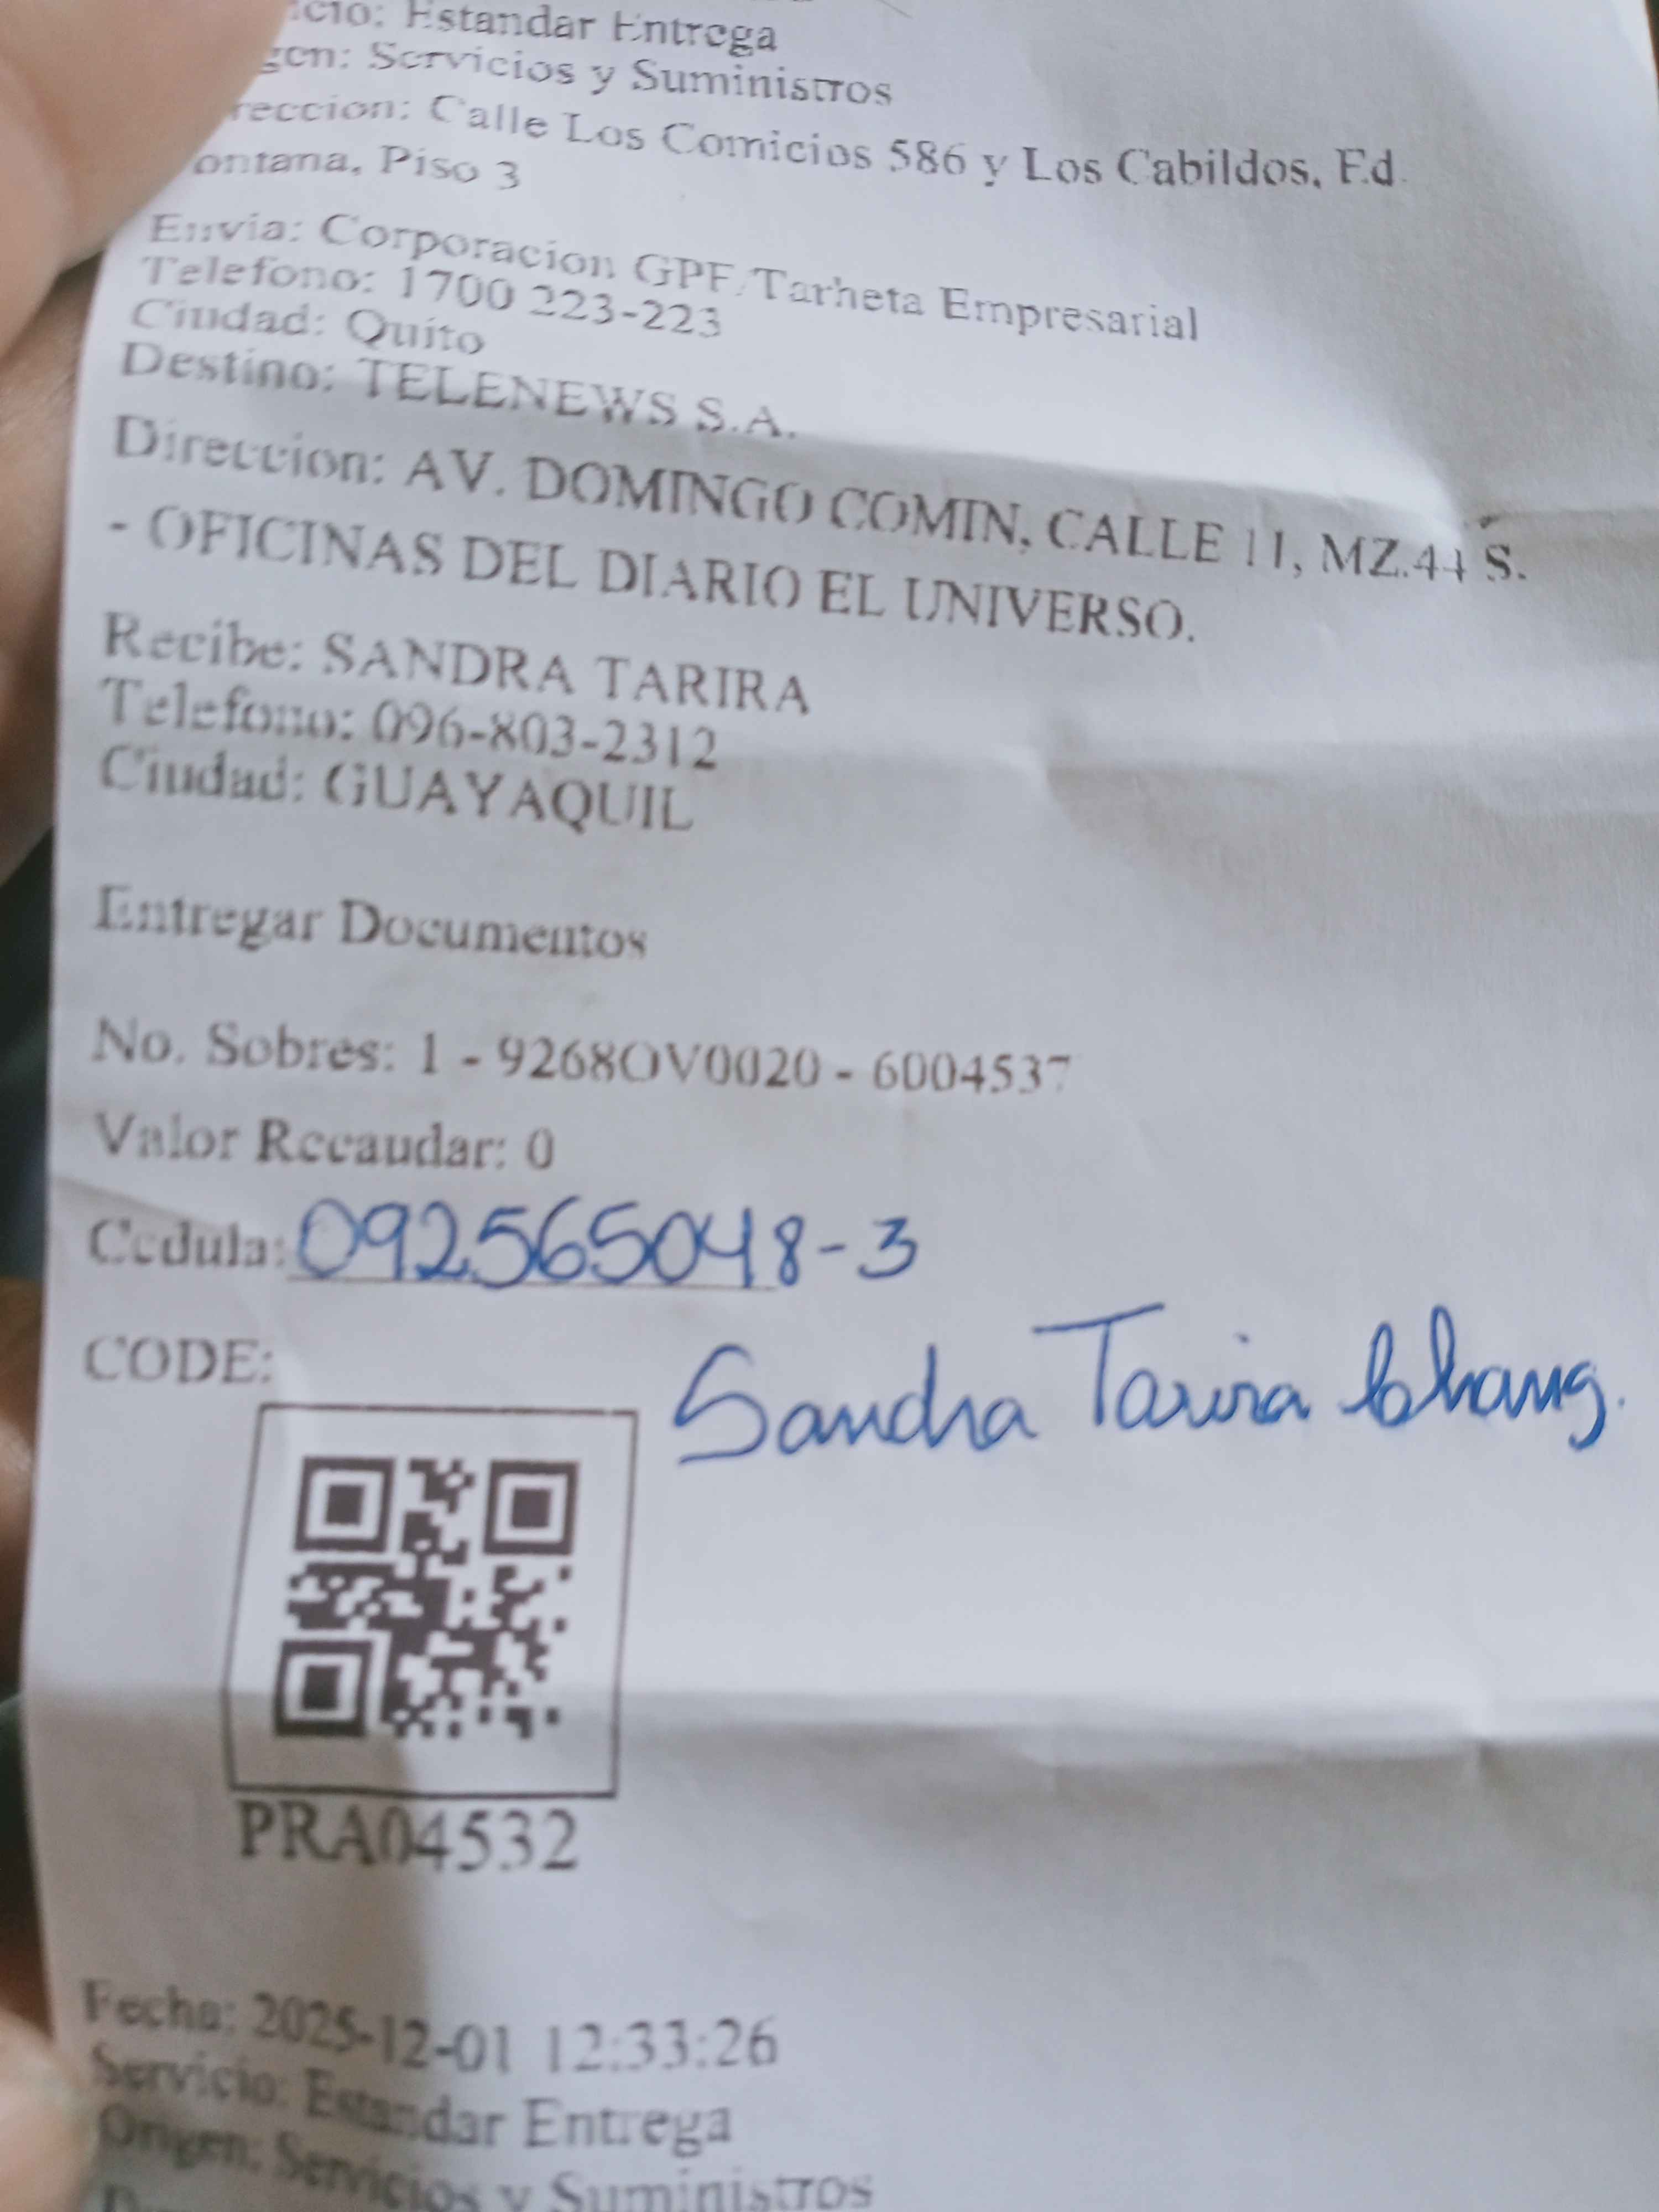 Estandar Entrega
Servicios y Suministros
Calle Los Comicios 586 y Los Cabildos, Ed.
Piso 3
Envia: Corporacion GPF/Tarheta Empresarial
Telefono: 1700 223-223
Ciudad: Quito
Destino: TELENEWS S.A.
Direccion: AV. DOMINGO COMIN, CALLE 11, MZ.44 S.
- OFICINAS DEL DIARIO EL UNIVERSO.
Recibe: SANDRA TARIRA
Telefono: 096-803-2312
Ciudad: GUAYAQUIL
Entregar Documentos
No. Sobres: 1 - 9268OV0020 - 6004537
Valor Recaudar: 0
Cedula: 092565048-3
CODE:
Sandra Tarira Chang.
PRA04532
Fecha: 2025-12-01 12:33:26
Servicio: Estandar Entrega
Origen: Servicios y Suministros